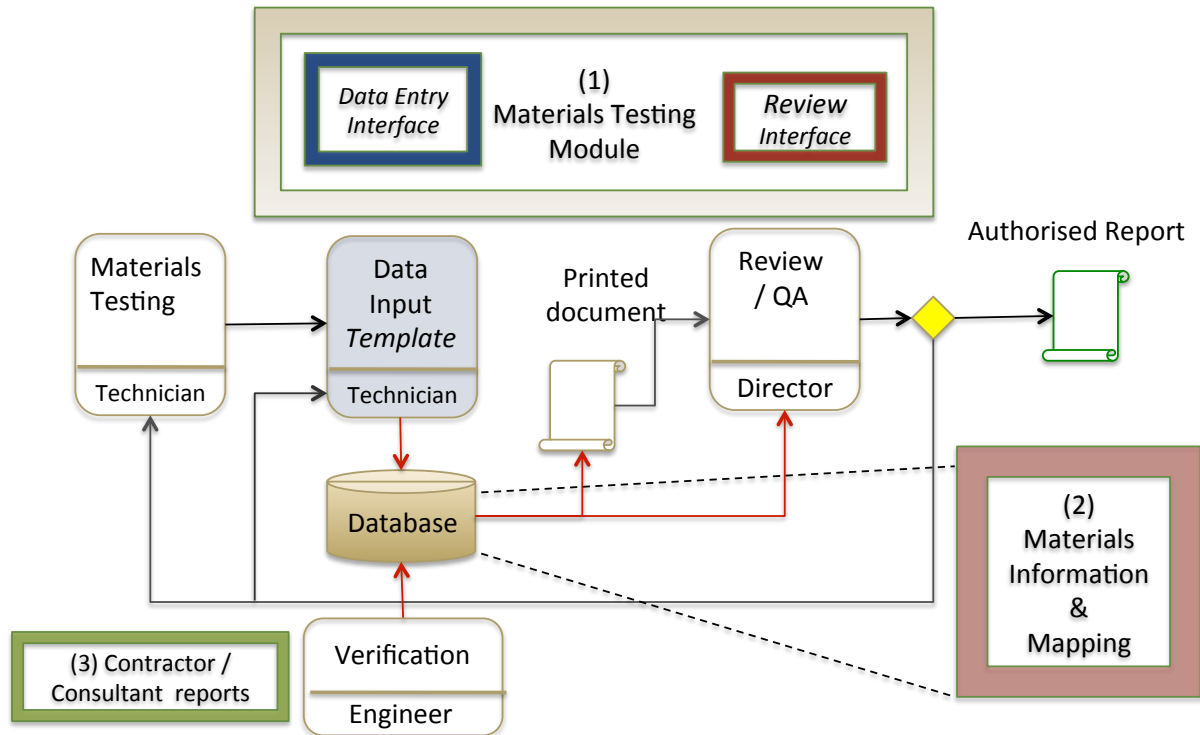 Data Entry
Interface
(1)
Materials Testing
Module
Review
Interface
Materials
Testing
Technician
Data
Input
Template
Technician
Printed
document
Review
/ QA
Director
Authorised Report
Database
(2)
Materials
Information
&
Mapping
(3) Contractor /
Consultant reports
Verification
Engineer